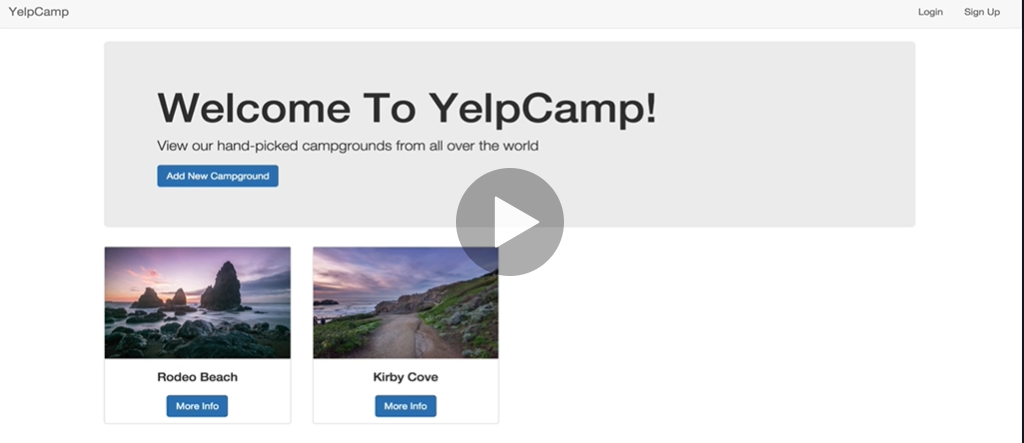 YelpCamp Login Sign Up
Welcome To YelpCamp!
View our hand-picked campgrounds from all over the world
Add New Campground
Rodeo Beach
More Info
Kirby Cove
More Info